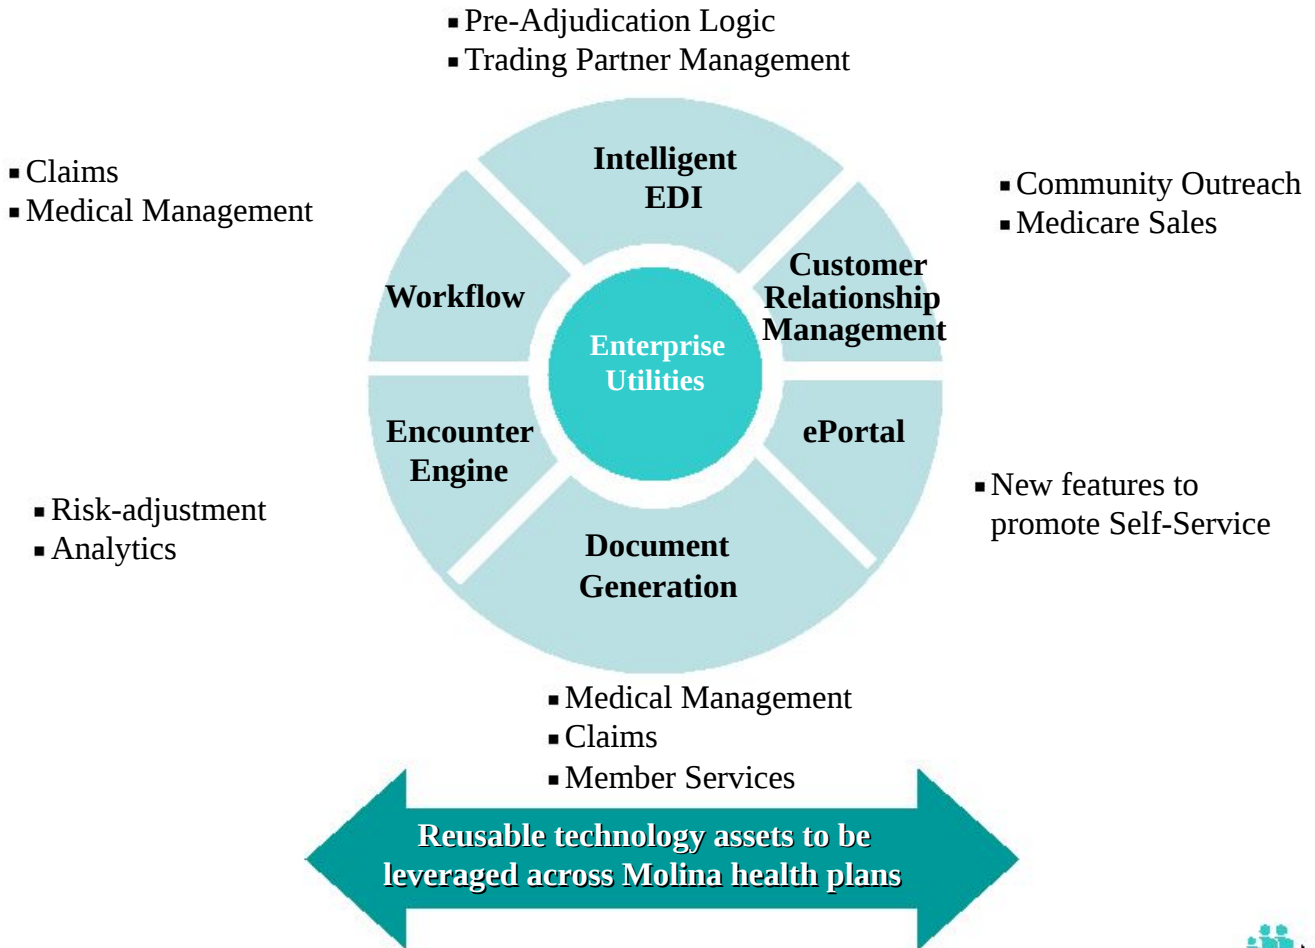 ▪ Pre-Adjudication Logic
▪ Trading Partner Management
▪ Claims
▪ Medical Management
Intelligent
EDI
▪ Community Outreach
▪ Medicare Sales
Workflow
Customer
Relationship
Management
Enterprise
Utilities
Encounter
Engine
ePortal
▪ Risk-adjustment
▪ Analytics
▪ New features to
promote Self-Service
Document
Generation
▪ Medical Management
▪ Claims
▪ Member Services
Reusable technology assets to be
leveraged across Molina health plans